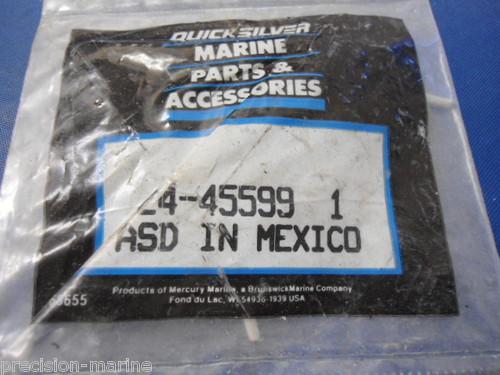 QUICKSILVER
MARINE
PARTS &
ACCESSORIES
24-45599 1
ASD IN MEXICO
Products of Mercury Marine, a Brunswick Marine Company
Fond du Lac, WI 54936-1939 USA
precision-marine